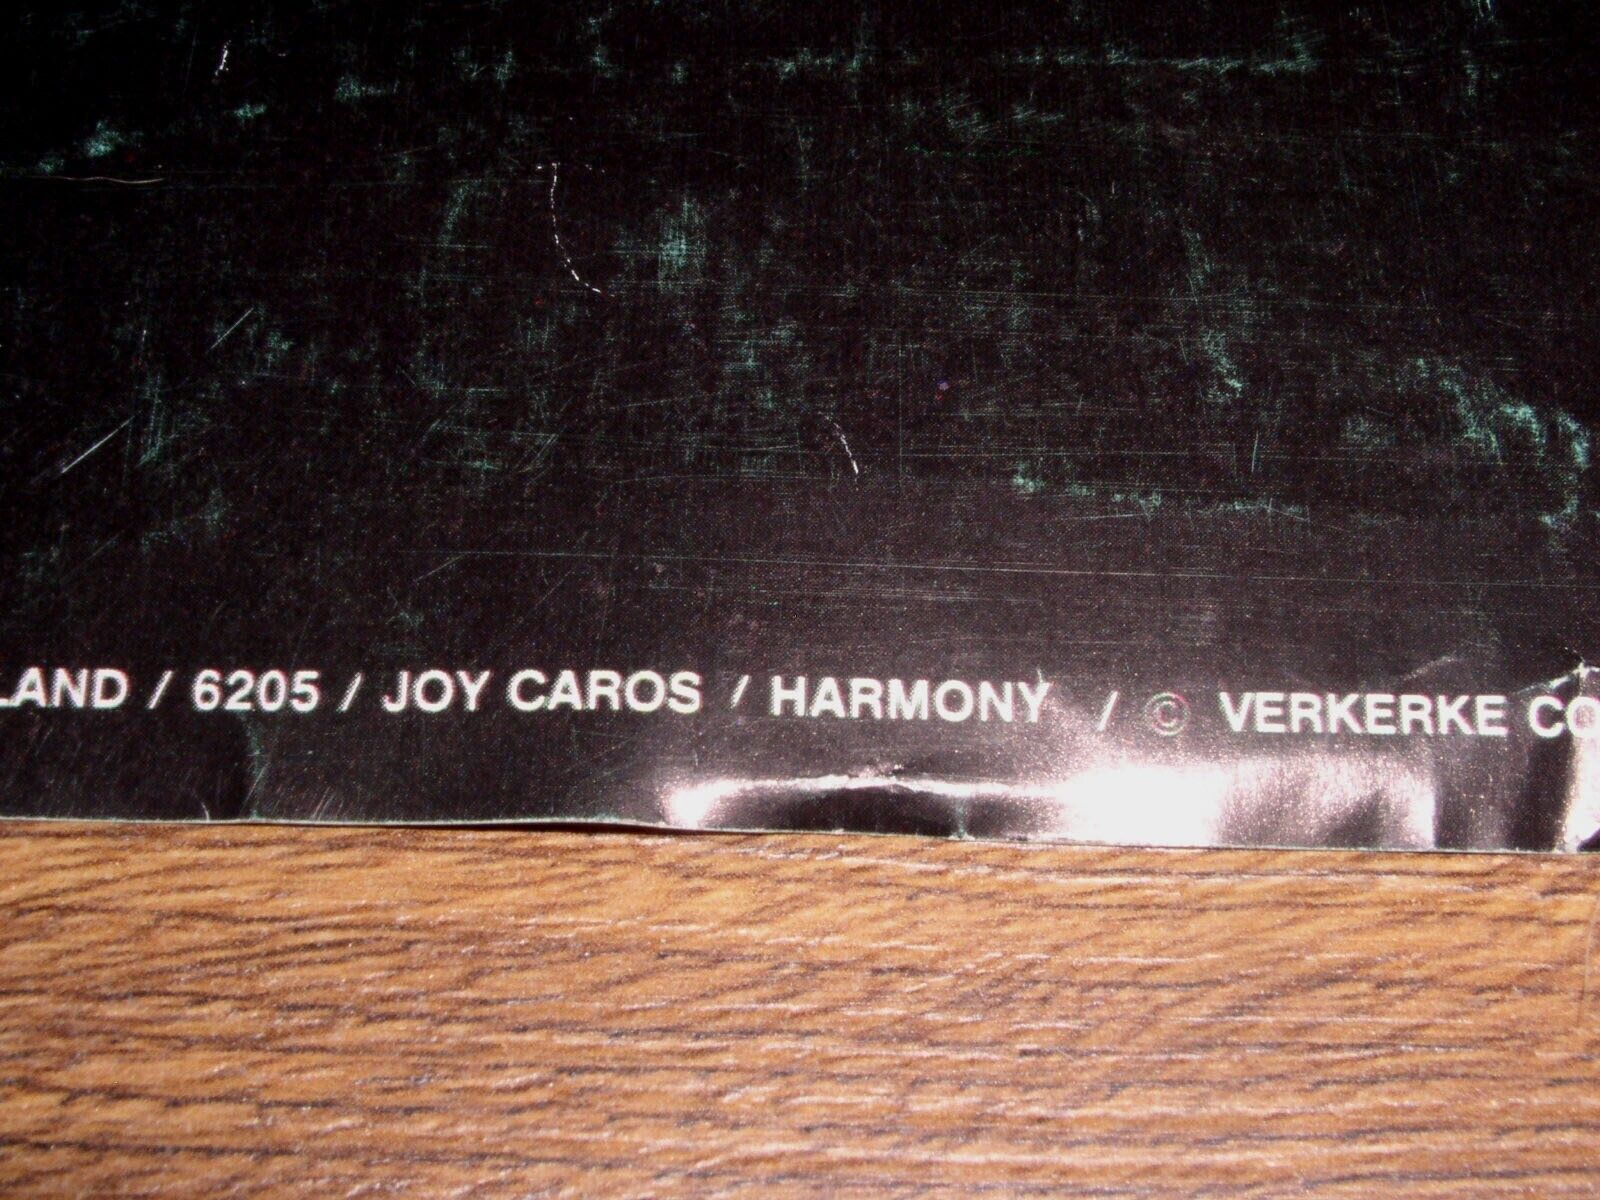 LAND / 6205 / JOY CAROS / HARMONY / © VERKERKE CO